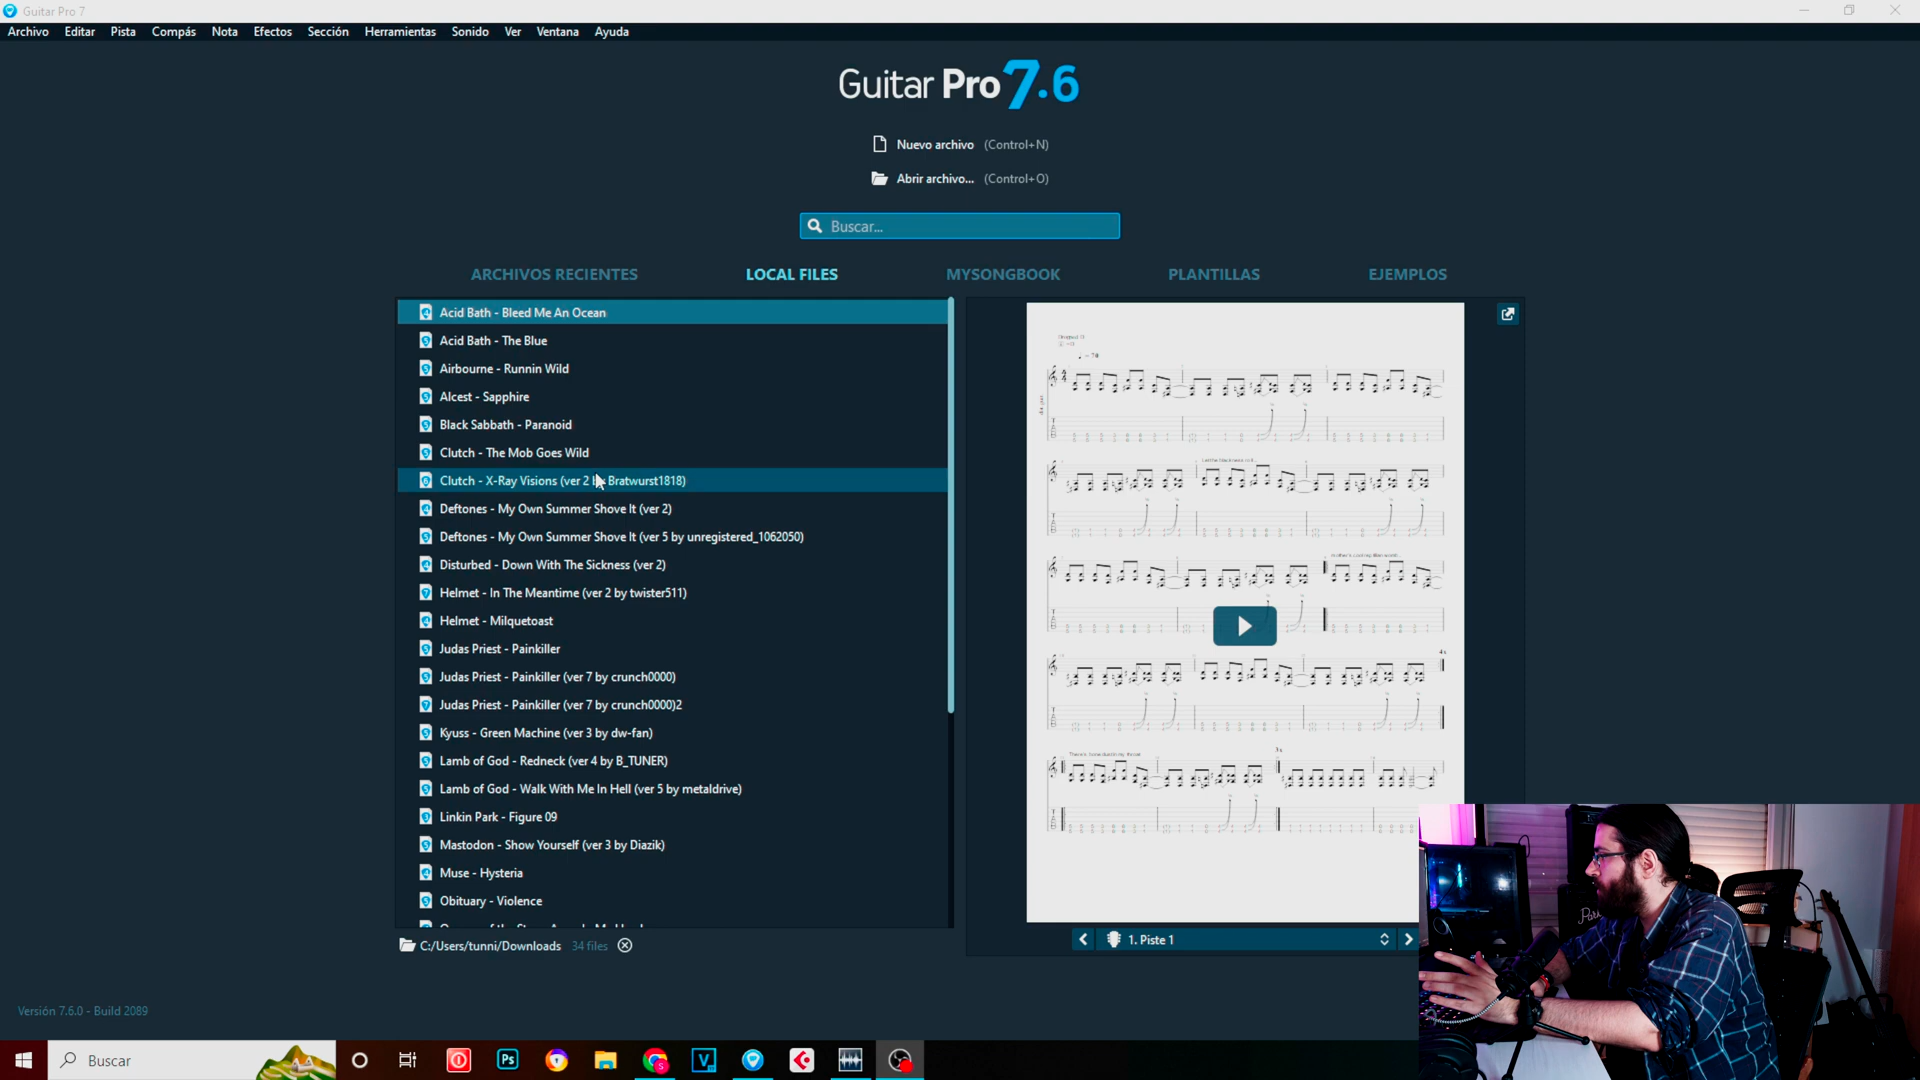 Guitar Pro 7
Archivo Editar Pista Compás Nota Efectos Sección Herramientas Sonido Ver Ventana Ayuda
Guitar Pro 7.6
Nuevo archivo (Control+N)
Abrir archivo... (Control+O)
Buscar...
ARCHIVOS RECIENTES LOCAL FILES MYSONGBOOK PLANTILLAS EJEMPLOS
Acid Bath - Bleed Me An Ocean
Acid Bath - The Blue
Airbourne - Runnin Wild
Alcest - Sapphire
Black Sabbath - Paranoid
Clutch - The Mob Goes Wild
Clutch - X-Ray Visions (ver 2 Bratwurst1818)
Deftones - My Own Summer Shove It (ver 2)
Deftones - My Own Summer Shove It (ver 5 by unregistered_1062050)
Disturbed - Down With The Sickness (ver 2)
Helmet - In The Meantime (ver 2 by twister511)
Helmet - Milquetoast
Judas Priest - Painkiller
Judas Priest - Painkiller (ver 7 by crunch0000)
Judas Priest - Painkiller (ver 7 by crunch0000)2
Kyuss - Green Machine (ver 3 by dw-fan)
Lamb of God - Redneck (ver 4 by B_TUNER)
Lamb of God - Walk With Me In Hell (ver 5 by metaldrive)
Linkin Park - Figure 09
Mastodon - Show Yourself (ver 3 by Diazik)
Muse - Hysteria
Obituary - Violence
C:/Users/tunni/Downloads 34 files
1. Piste 1
Versión 7.6.0 - Build 2089
Buscar
Ps